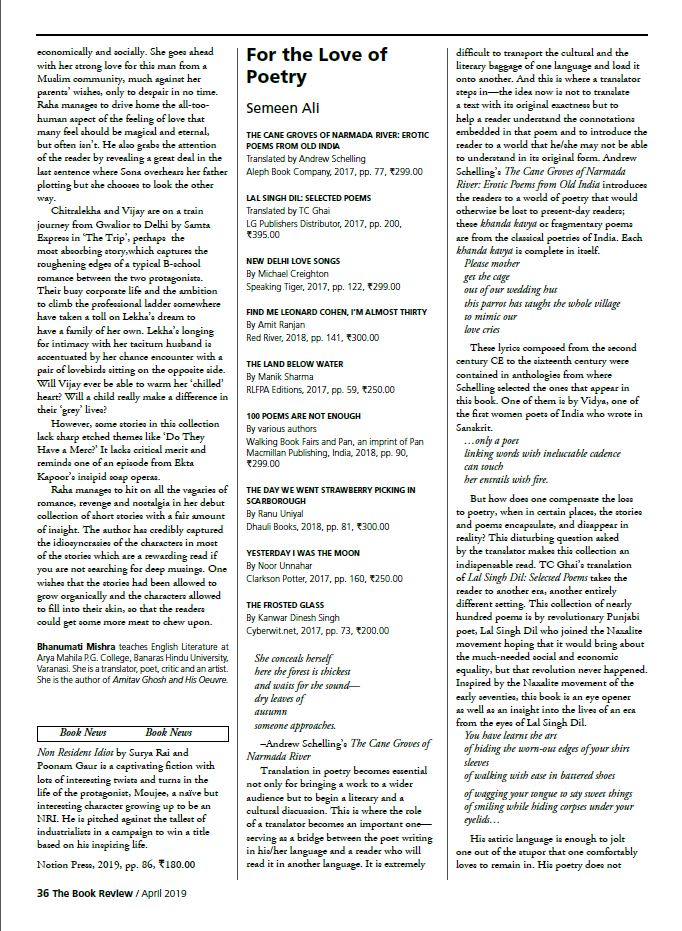 economically and socially. She goes ahead
with her strong love for this man from a
Muslim community, much against her
parents' wishes, only to despair in no time.
Raha manages to drive home the all-too-
human aspect of the feeling of love that
many feel should be magical and eternal,
but often isn't. He also grabs the attention
of the reader by revealing a great deal in the
last sentence where Sona overhears her father
plotting but she chooses to look the other
way.
Chitralekha and Vijay are on a train
journey from Gwalior to Delhi by Samta
Express in 'The Trip', perhaps the
most absorbing story,which captures the
roughening edges of a typical B-school
romance between the two protagonists.
Their busy corporate life and the ambition
to climb the professional ladder somewhere
have taken a toll on Lekha's dream to
have a family of her own. Lekha's longing
for intimacy with her taciturn husband is
accentuated by her chance encounter with a
pair of lovebirds sitting on the opposite side.
Will Vijay ever be able to warm her 'chilled'
heart? Will a child really make a difference in
their 'grey' lives?
However, some stories in this collection
lack sharp etched themes like 'Do They
Have a Merc?' It lacks critical merit and
reminds one of an episode from Ekta
Kapoor's insipid soap operas.
Raha manages to hit on all the vagaries of
romance, revenge and nostalgia in her debut
collection of short stories with a fair amount
of insight. The author has credibly captured
the idiosyncrasies of the characters in most
of the stories which are a rewarding read if
you are not searching for deep musings. One
wishes that the stories had been allowed to
grow organically and the characters allowed
to fill into their skin, so that the readers
could get some more meat to chew upon.
Bhanumati Mishra teaches English Literature at
Arya Mahila P.G. College, Banaras Hindu University,
Varanasi. She is a translator, poet, critic and an artist.
She is the author of Amitav Ghosh and His Oeuvre.
Book News Book News
Non Resident Idiot by Surya Rai and
Poonam Gaur is a captivating fiction with
lots of interesting twists and turns in the
life of the protagonist, Moujee, a naïve but
interesting character growing up to be an
NRI. He is pitched against the tallest of
industrialists in a campaign to win a title
based on his inspiring life.
Notion Press, 2019, pp. 86, ₹180.00
For the Love of
Poetry
Semeen Ali
THE CANE GROVES OF NARMADA RIVER: EROTIC
POEMS FROM OLD INDIA
Translated by Andrew Schelling
Aleph Book Company, 2017, pp. 77, ₹299.00
LAL SINGH DIL: SELECTED POEMS
Translated by TC Ghai
LG Publishers Distributor, 2017, pp. 200,
₹395.00
NEW DELHI LOVE SONGS
By Michael Creighton
Speaking Tiger, 2017, pp. 122, ₹299.00
FIND ME LEONARD COHEN, I'M ALMOST THIRTY
By Amit Ranjan
Red River, 2018, pp. 141, ₹300.00
THE LAND BELOW WATER
By Manik Sharma
RLFPA Editions, 2017, pp. 59, ₹250.00
100 POEMS ARE NOT ENOUGH
By various authors
Walking Book Fairs and Pan, an imprint of Pan
Macmillan Publishing, India, 2018, pp. 90,
₹299.00
THE DAY WE WENT STRAWBERRY PICKING IN
SCARBOROUGH
By Ranu Uniyal
Dhauli Books, 2018, pp. 81, ₹300.00
YESTERDAY I WAS THE MOON
By Noor Unnahar
Clarkson Potter, 2017, pp. 160, ₹250.00
THE FROSTED GLASS
By Kanwar Dinesh Singh
Cyberwit.net, 2017, pp. 73, ₹200.00
She conceals herself
here the forest is thickest
and waits for the sound—
dry leaves of
autumn
someone approaches.
–Andrew Schelling's The Cane Groves of
Narmada River
Translation in poetry becomes essential
not only for bringing a work to a wider
audience but to begin a literary and a
cultural discussion. This is where the role
of a translator becomes an important one—
serving as a bridge between the poet writing
in his/her language and a reader who will
read it in another language. It is extremely
difficult to transport the cultural and the
literary baggage of one language and load it
onto another. And this is where a translator
steps in—the idea now is not to translate
a text with its original exactness but to
help a reader understand the connotations
embedded in that poem and to introduce the
reader to a world that he/she may not be able
to understand in its original form. Andrew
Schelling's The Cane Groves of Narmada
River: Erotic Poems from Old India introduces
the readers to a world of poetry that would
otherwise be lost to present-day readers;
these khanda kavya or fragmentary poems
are from the classical poetries of India. Each
khanda kavya is complete in itself.
Please mother
get the cage
out of our wedding hut
this parrot has taught the whole village
to mimic our
love cries
These lyrics composed from the second
century CE to the sixteenth century were
contained in anthologies from where
Schelling selected the ones that appear in
this book. One of them is by Vidya, one of
the first women poets of India who wrote in
Sanskrit.
…only a poet
linking words with ineluctable cadence
can touch
her entrails with fire.
But how does one compensate the loss
to poetry, when in certain places, the stories
and poems encapsulate, and disappear in
reality? This disturbing question asked
by the translator makes this collection an
indispensable read. TC Ghai's translation
of Lal Singh Dil: Selected Poems takes the
reader to another era, another entirely
different setting. This collection of nearly
hundred poems is by revolutionary Punjabi
poet, Lal Singh Dil who joined the Naxalite
movement hoping that it would bring about
the much-needed social and economic
equality, but that revolution never happened.
Inspired by the Naxalite movement of the
early seventies, this book is an eye opener
as well as an insight into the lives of an era
from the eyes of Lal Singh Dil.
You have learnt the art
of hiding the worn-out edges of your shirt
sleeves
of walking with ease in battered shoes
of wagging your tongue to say sweet things
of smiling while hiding corpses under your
eyelids…
His satiric language is enough to jolt
one out of the stupor that one comfortably
loves to remain in. His poetry does not
36 The Book Review / April 2019